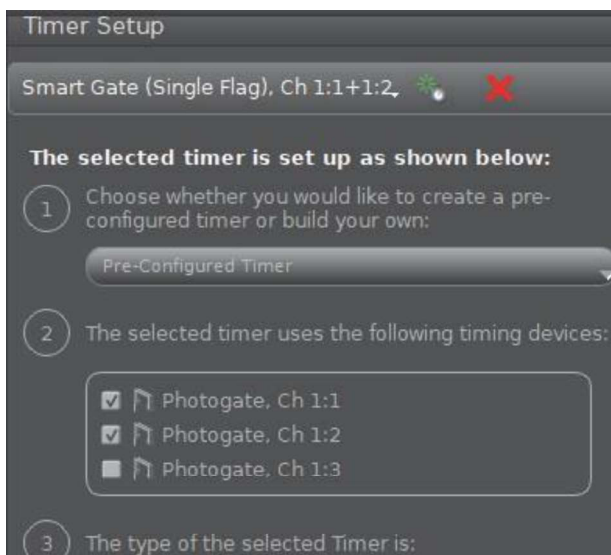 Timer Setup
Smart Gate (Single Flag), Ch 1:1+1:2
The selected timer is set up as shown below:
1
Choose whether you would like to create a pre-
configured timer or build your own:
Pre-Configured Timer
2
The selected timer uses the following timing devices:
Photogate, Ch 1:1
Photogate, Ch 1:2
Photogate, Ch 1:3
3
The type of the selected Timer is: